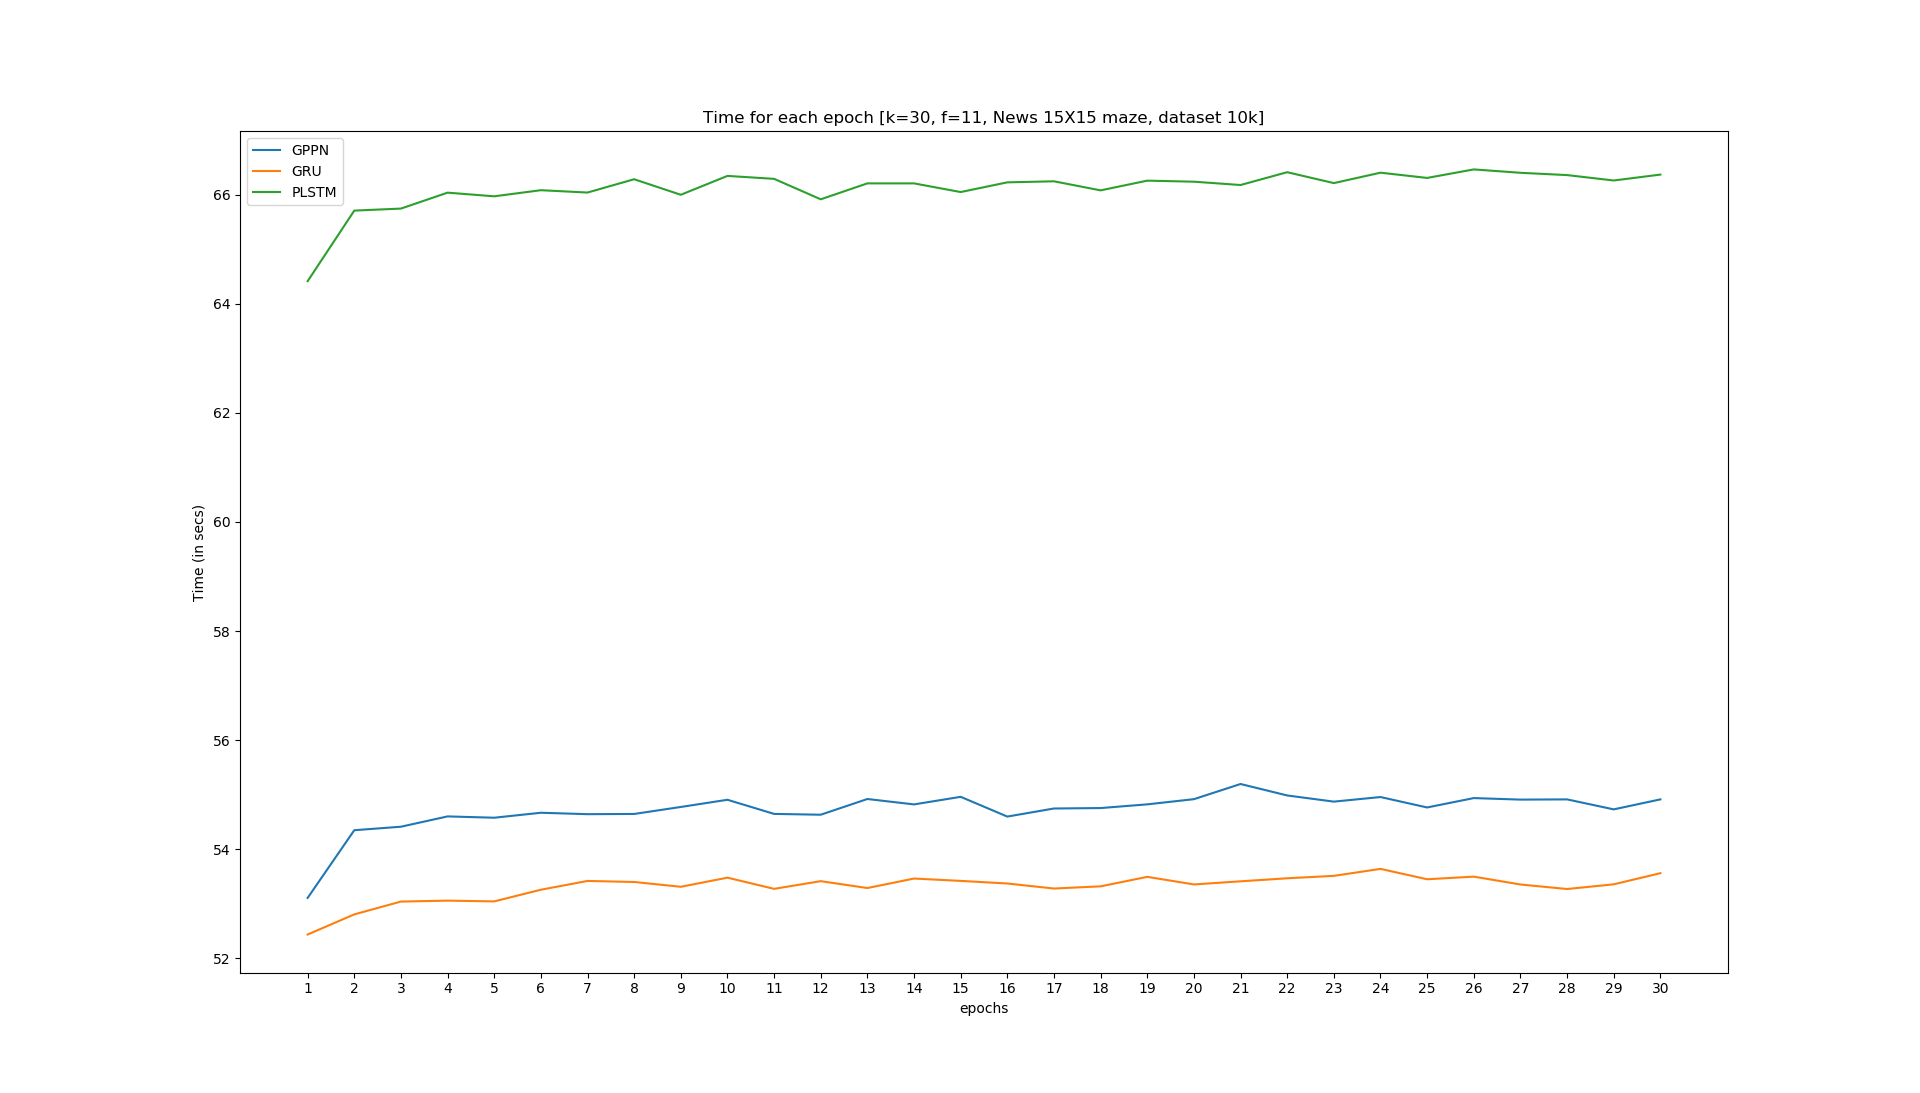 Time for each epoch [k=30, f=11, News 15X15 maze, dataset 10k]
GPPN
GRU
PLSTM
66
64
62
60
58
56
54
52
Time (in secs)
1 2 3 4 5 6 7 8 9 10 11 12 13 14 15 16 17 18 19 20 21 22 23 24 25 26 27 28 29 30
epochs